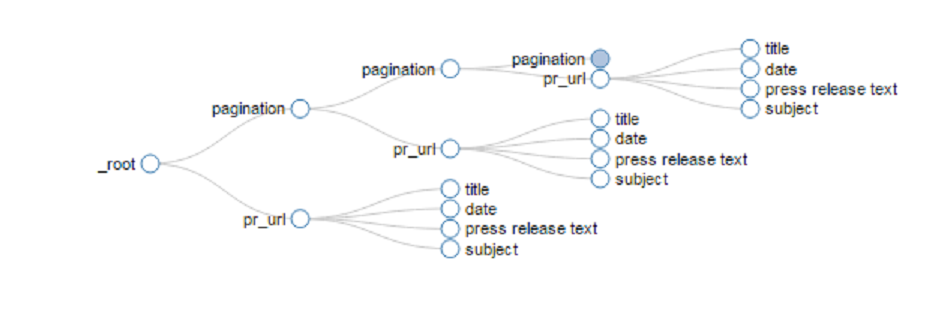 title
pagination
date
pagination
pr_url
press release text
pagination
subject
title
date
pr_url
press release text
_root
subject
title
date
pr_url
press release text
subject